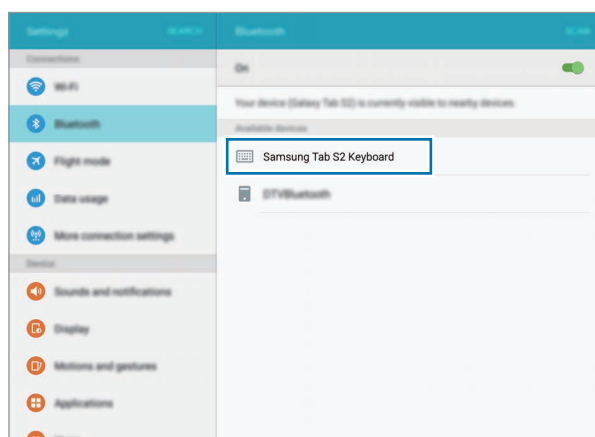 Settings
SEARCH
Bluetooth
SCAN
Connections
On
Wi-Fi
Your device (Galaxy Tab S2) is currently visible to nearby devices.
Bluetooth
Available devices
Samsung Tab S2 Keyboard
Flight mode
DTVBluetooth
Data usage
More connection settings
Device
Sounds and notifications
Display
Motions and gestures
Applications